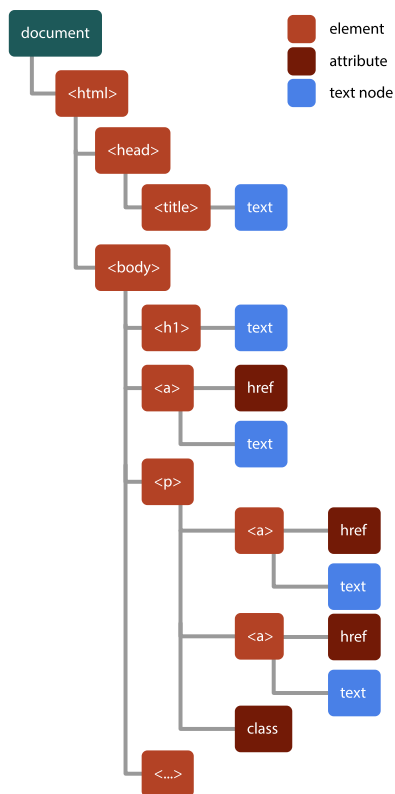 document
element
attribute
text node
<html>
<head>
<title> text
<body>
<h1> text
<a> href
text
<p>
<a> href
text
<a> href
text
class
<...>